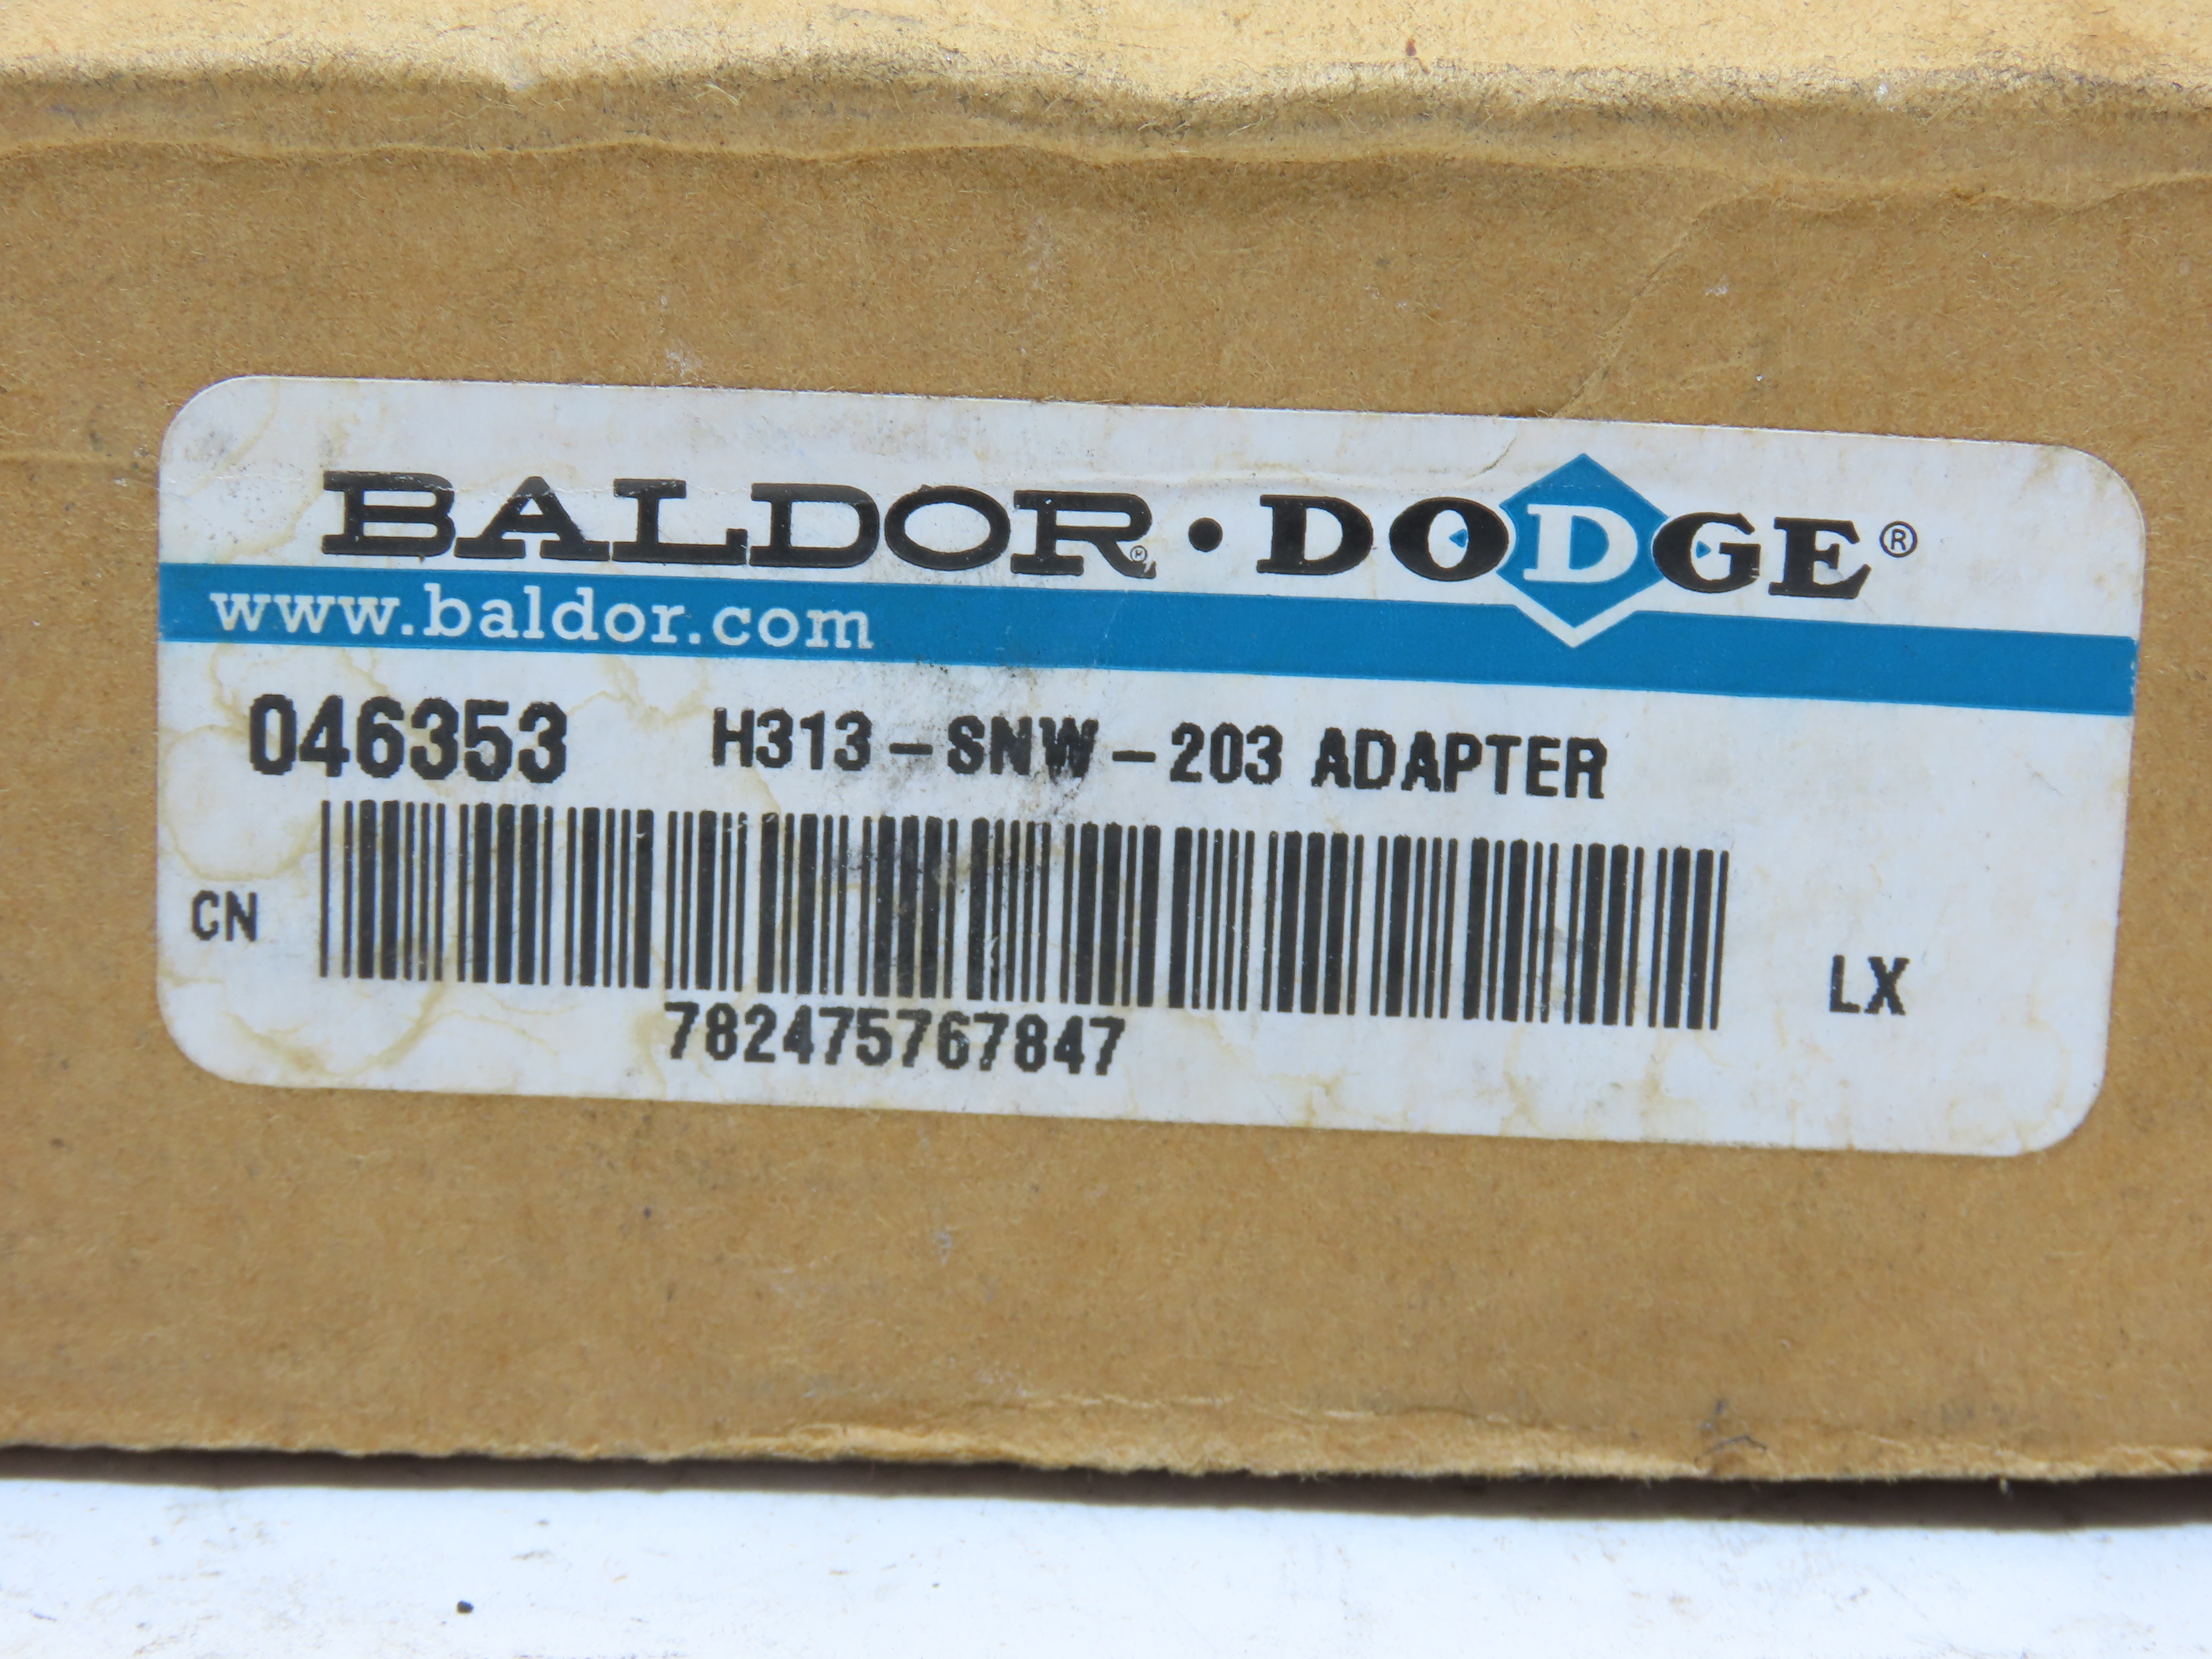 BALDOR® · DODGE®
www.baldor.com
046353 H313-SNW-203 ADAPTER
CN
782475767847
LX